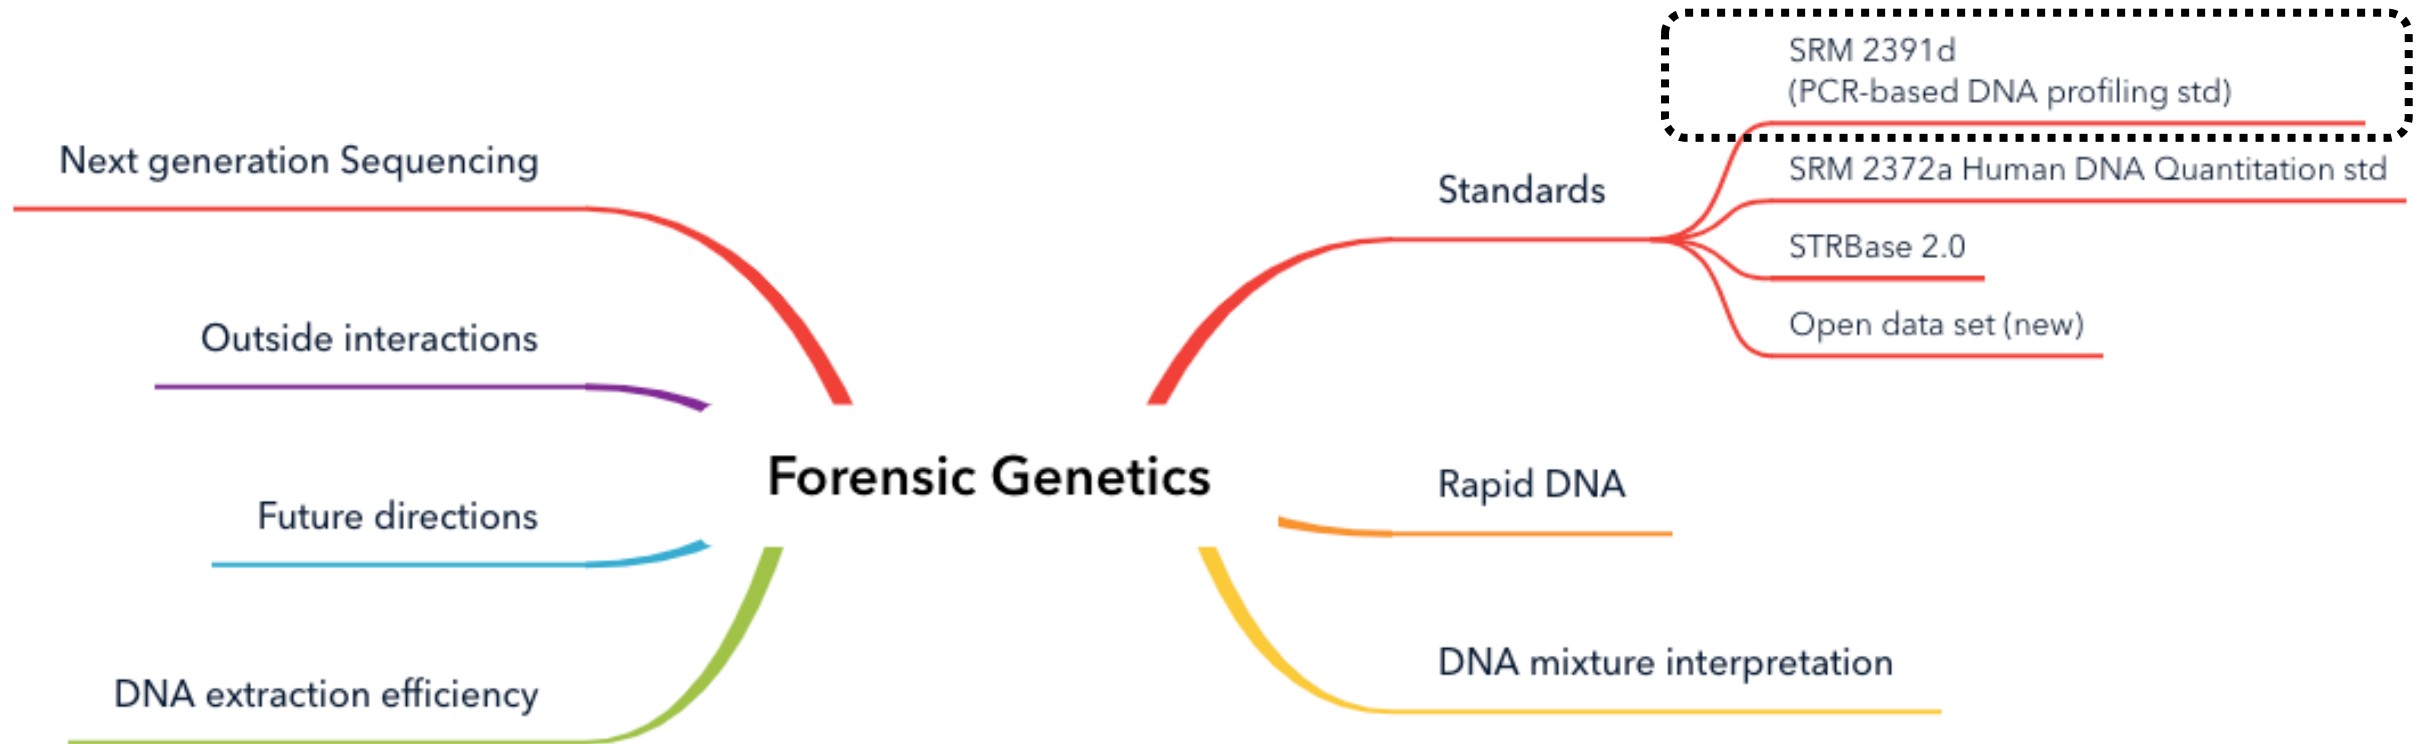 SRM 2391d
(PCR-based DNA profiling std)
Next generation Sequencing
SRM 2372a Human DNA Quantitation std
Standards
STRBase 2.0
Open data set (new)
Outside interactions
Forensic Genetics
Rapid DNA
Future directions
DNA mixture interpretation
DNA extraction efficiency